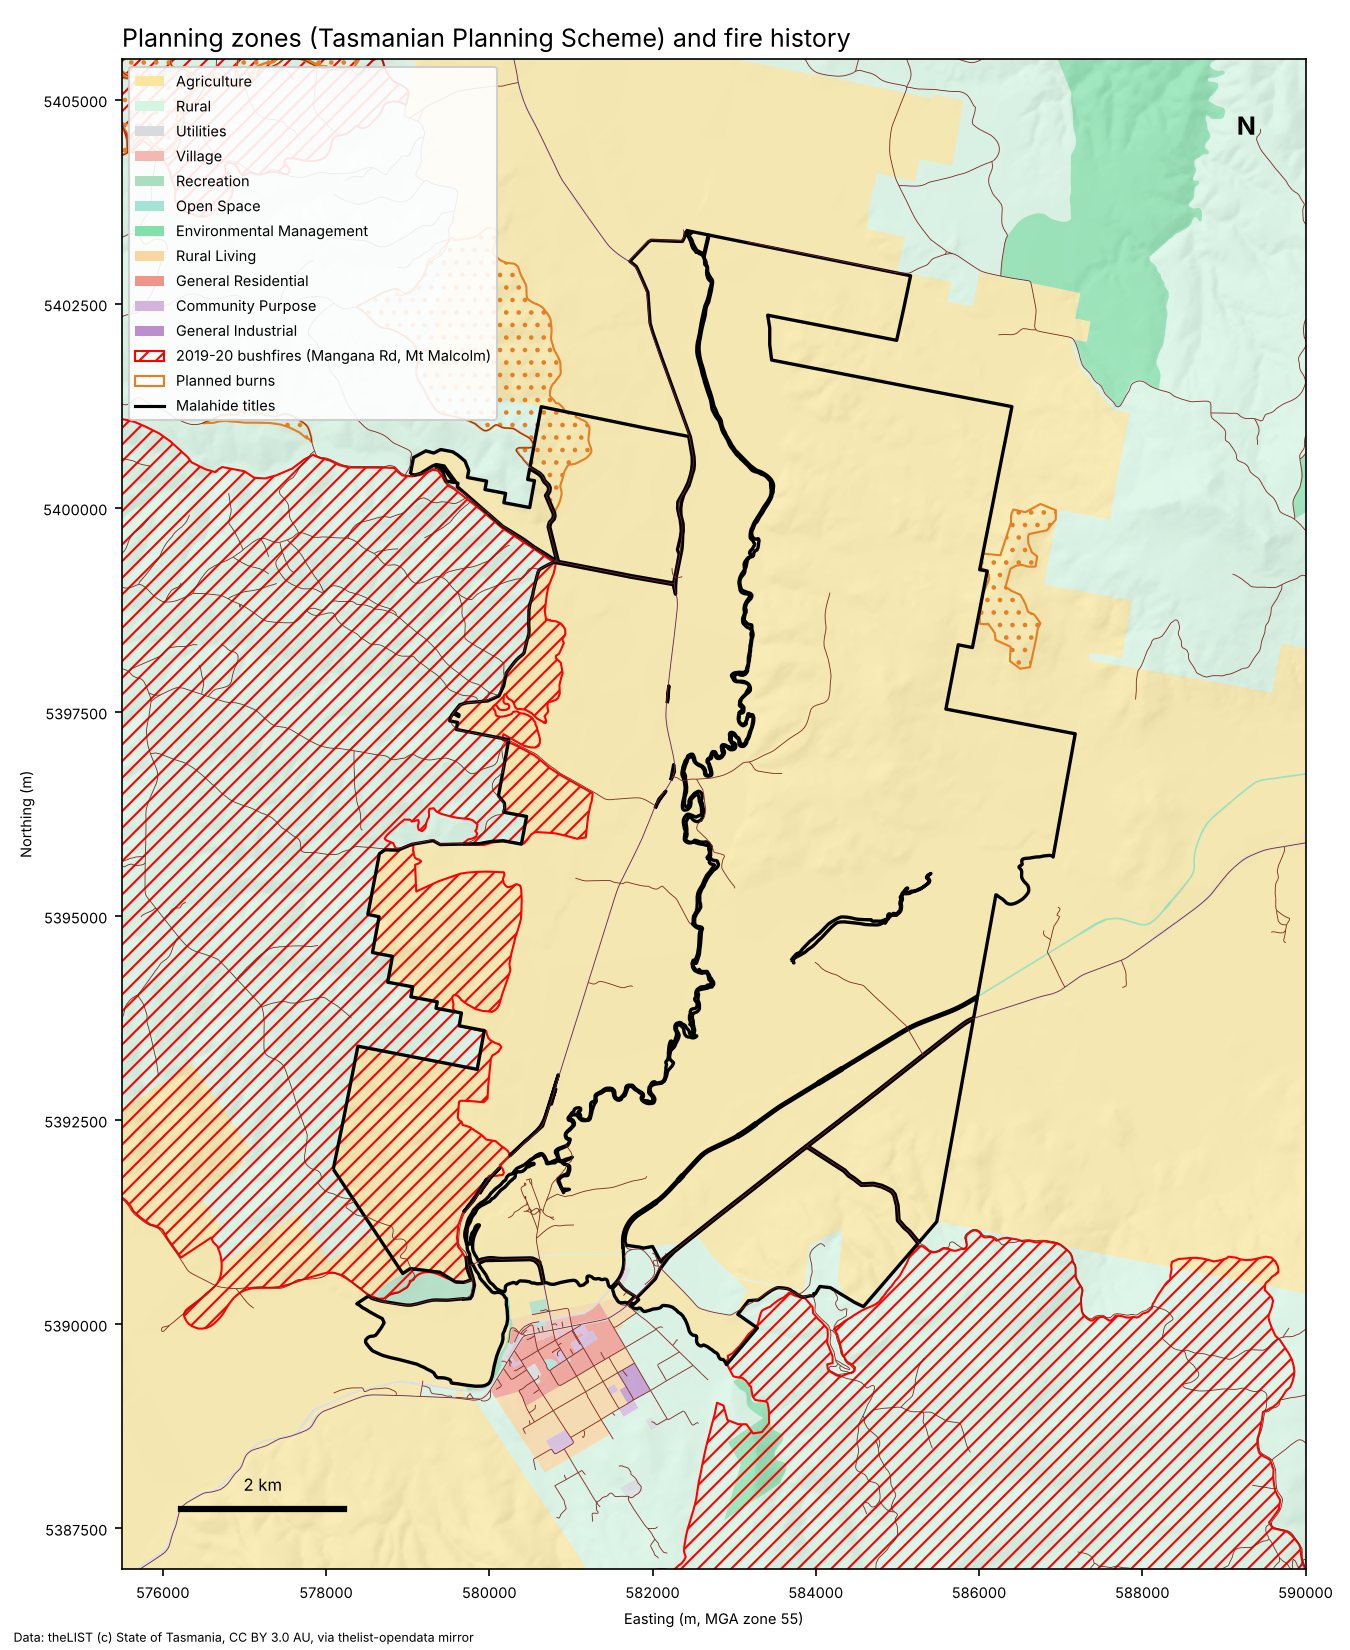 Planning zones (Tasmanian Planning Scheme) and fire history
Agriculture
Rural
Utilities
Village
Recreation
Open Space
Environmental Management
Rural Living
General Residential
Community Purpose
General Industrial
2019-20 bushfires (Mangana Rd, Mt Malcolm)
Planned burns
Malahide titles
N
5405000
5402500
5400000
5397500
5395000
5392500
5390000
5387500
Northing (m)
2 km
576000
578000
580000
582000
584000
586000
588000
590000
Easting (m, MGA zone 55)
Data: theLIST (c) State of Tasmania, CC BY 3.0 AU, via thelist-opendata mirror